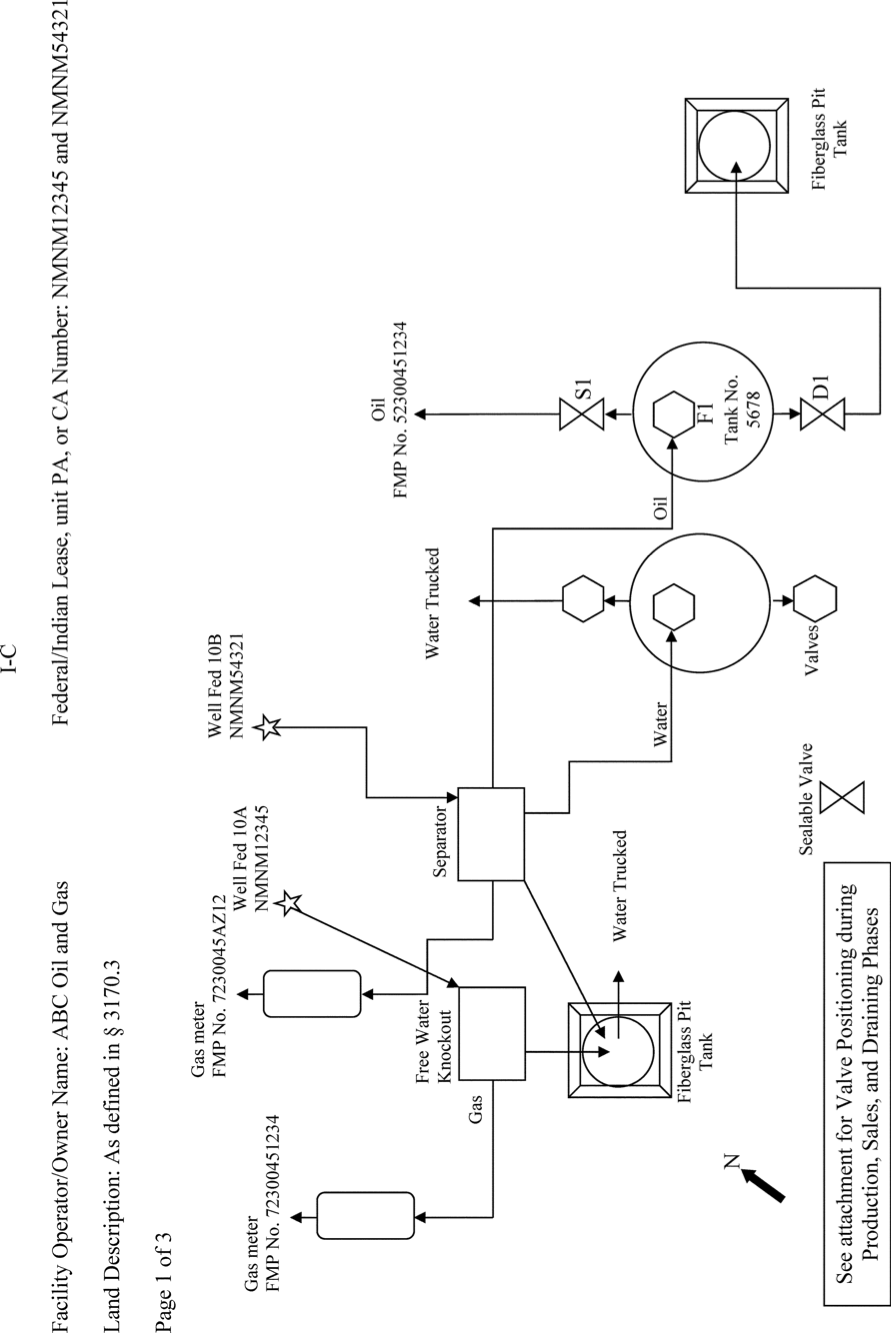 I-C
Facility Operator/Owner Name: ABC Oil and Gas
Federal/Indian Lease, unit PA, or CA Number: NMNM12345 and NMNM54321
Land Description: As defined in § 3170.3
Page 1 of 3
Gas meter
FMP No. 72300451234
Gas meter
FMP No. 7230045AZ12
Well Fed 10A
NMNM12345
Well Fed 10B
NMNM54321
Oil
FMP No. 52300451234
Free Water
Knockout
Separator
Water Trucked
Gas
S1
Oil
F1
Tank No.
5678
D1
Water
Water Trucked
Fiberglass Pit
Tank
Fiberglass Pit
Tank
Valves
Sealable Valve
N
See attachment for Valve Positioning during
Production, Sales, and Draining Phases